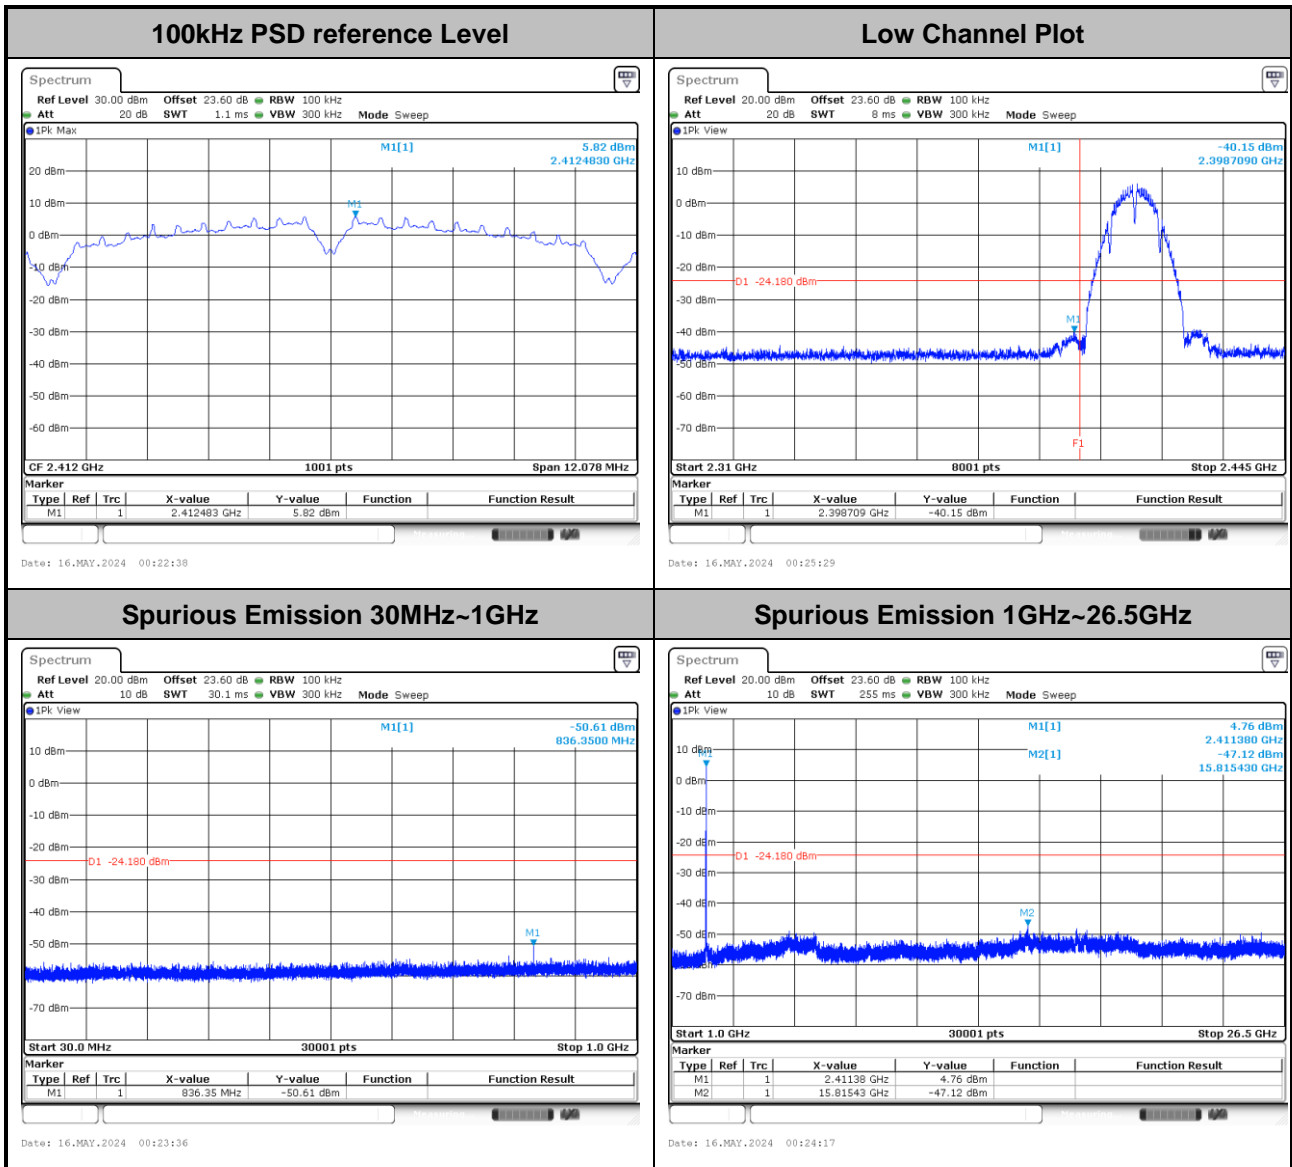 100kHz PSD reference Level
Spectrum
Ref Level 30.00 dBm Offset 23.60 dB RBW 100 kHz
Att 20 dB SWT 1.1 ms VBW 300 kHz Mode Sweep
1Pk Max
M1[1] 5.82 dBm
2.4124830 GHz
20 dBm
M1
10 dBm
0 dBm
-10 dBm
-20 dBm
-30 dBm
-40 dBm
-50 dBm
-60 dBm
CF 2.412 GHz 1001 pts Span 12.078 MHz
Marker
Type Ref Trc X-value Y-value Function Function Result
M1 1 2.412483 GHz 5.82 dBm
Measuring
Date: 16.MAY.2024 00:22:38
Low Channel Plot
Spectrum
Ref Level 20.00 dBm Offset 23.60 dB RBW 100 kHz
Att 20 dB SWT 8 ms VBW 300 kHz Mode Sweep
1Pk View
M1[1] -40.15 dBm
2.3987090 GHz
10 dBm
0 dBm
-10 dBm
-20 dBm
D1 -24.180 dBm
-30 dBm
M1
-40 dBm
-50 dBm
-60 dBm
-70 dBm
F1
Start 2.31 GHz 8001 pts Stop 2.445 GHz
Marker
Type Ref Trc X-value Y-value Function Function Result
M1 1 2.398709 GHz -40.15 dBm
Measuring
Date: 16.MAY.2024 00:25:29
Spurious Emission 30MHz~1GHz
Spectrum
Ref Level 20.00 dBm Offset 23.60 dB RBW 100 kHz
Att 10 dB SWT 30.1 ms VBW 300 kHz Mode Sweep
1Pk View
M1[1] -50.61 dBm
836.3500 MHz
10 dBm
0 dBm
-10 dBm
-20 dBm
D1 -24.180 dBm
-30 dBm
-40 dBm
M1
-50 dBm
-70 dBm
Start 30.0 MHz 30001 pts Stop 1.0 GHz
Marker
Type Ref Trc X-value Y-value Function Function Result
M1 1 836.35 MHz -50.61 dBm
Measuring
Date: 16.MAY.2024 00:23:36
Spurious Emission 1GHz~26.5GHz
Spectrum
Ref Level 20.00 dBm Offset 23.60 dB RBW 100 kHz
Att 10 dB SWT 255 ms VBW 300 kHz Mode Sweep
1Pk View
M1[1] 4.76 dBm
2.411380 GHz
M2[1] -47.12 dBm
15.815430 GHz
10 dBm
M1
0 dBm
-10 dBm
-20 dBm
D1 -24.180 dBm
-30 dBm
-40 dBm
M2
-50 dBm
-70 dBm
Start 1.0 GHz 30001 pts Stop 26.5 GHz
Marker
Type Ref Trc X-value Y-value Function Function Result
M1 1 2.41138 GHz 4.76 dBm
M2 1 15.81543 GHz -47.12 dBm
Measuring
Date: 16.MAY.2024 00:24:17